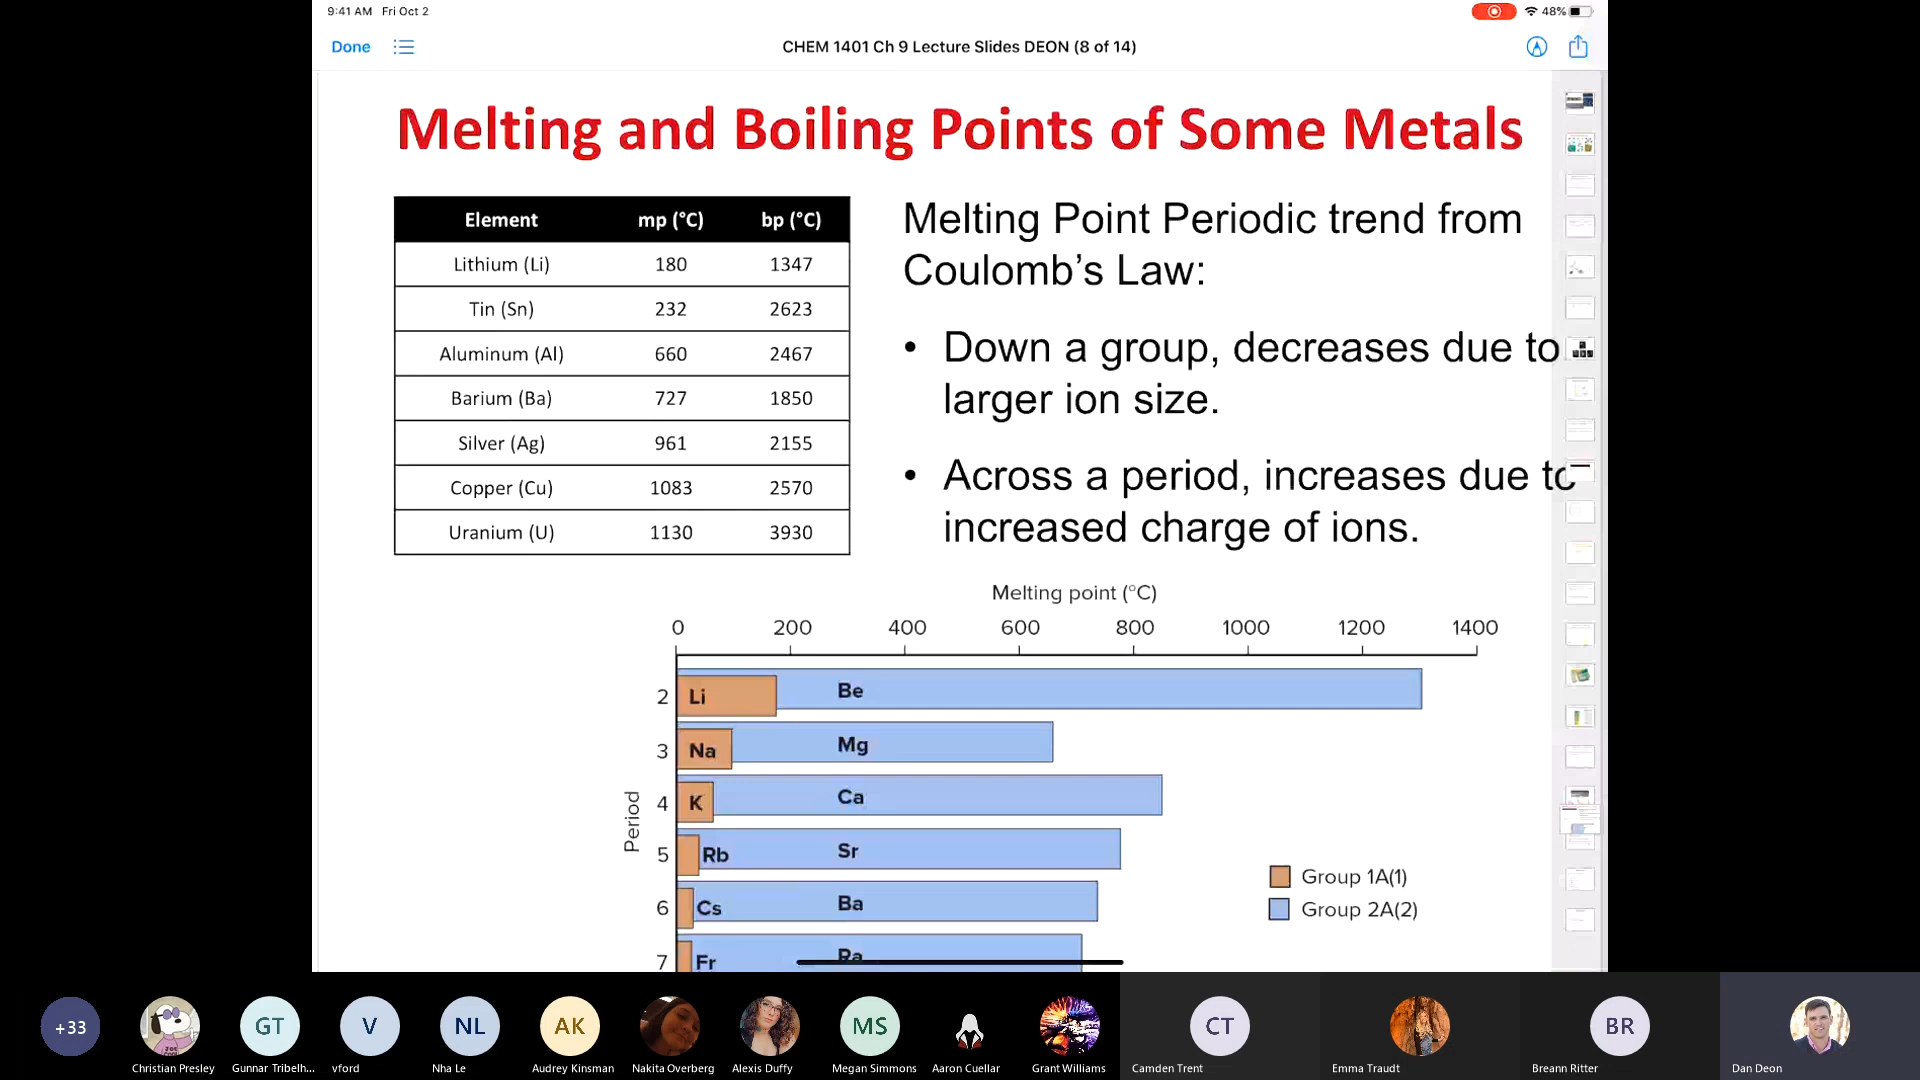 9:41 AM Fri Oct 2
48%
Done
CHEM 1401 Ch 9 Lecture Slides DEON (8 of 14)
Melting and Boiling Points of Some Metals
Element mp (°C) bp (°C)
Lithium (Li) 180 1347
Tin (Sn) 232 2623
Aluminum (Al) 660 2467
Barium (Ba) 727 1850
Silver (Ag) 961 2155
Copper (Cu) 1083 2570
Uranium (U) 1130 3930
Melting Point Periodic trend from
Coulomb’s Law:
• Down a group, decreases due to
larger ion size.
• Across a period, increases due to
increased charge of ions.
Melting point (°C)
0 200 400 600 800 1000 1200 1400
Period
2 Li Be
3 Na Mg
4 K Ca
5 Rb Sr
6 Cs Ba
7 Fr Ra
Group 1A(1)
Group 2A(2)
+33
GT
V
NL
AK
MS
CT
BR
Christian Presley
Gunnar Tribelh...
vford
Nha Le
Audrey Kinsman
Nakita Overberg
Alexis Duffy
Megan Simmons
Aaron Cuellar
Grant Williams
Camden Trent
Emma Traudt
Breann Ritter
Dan Deon